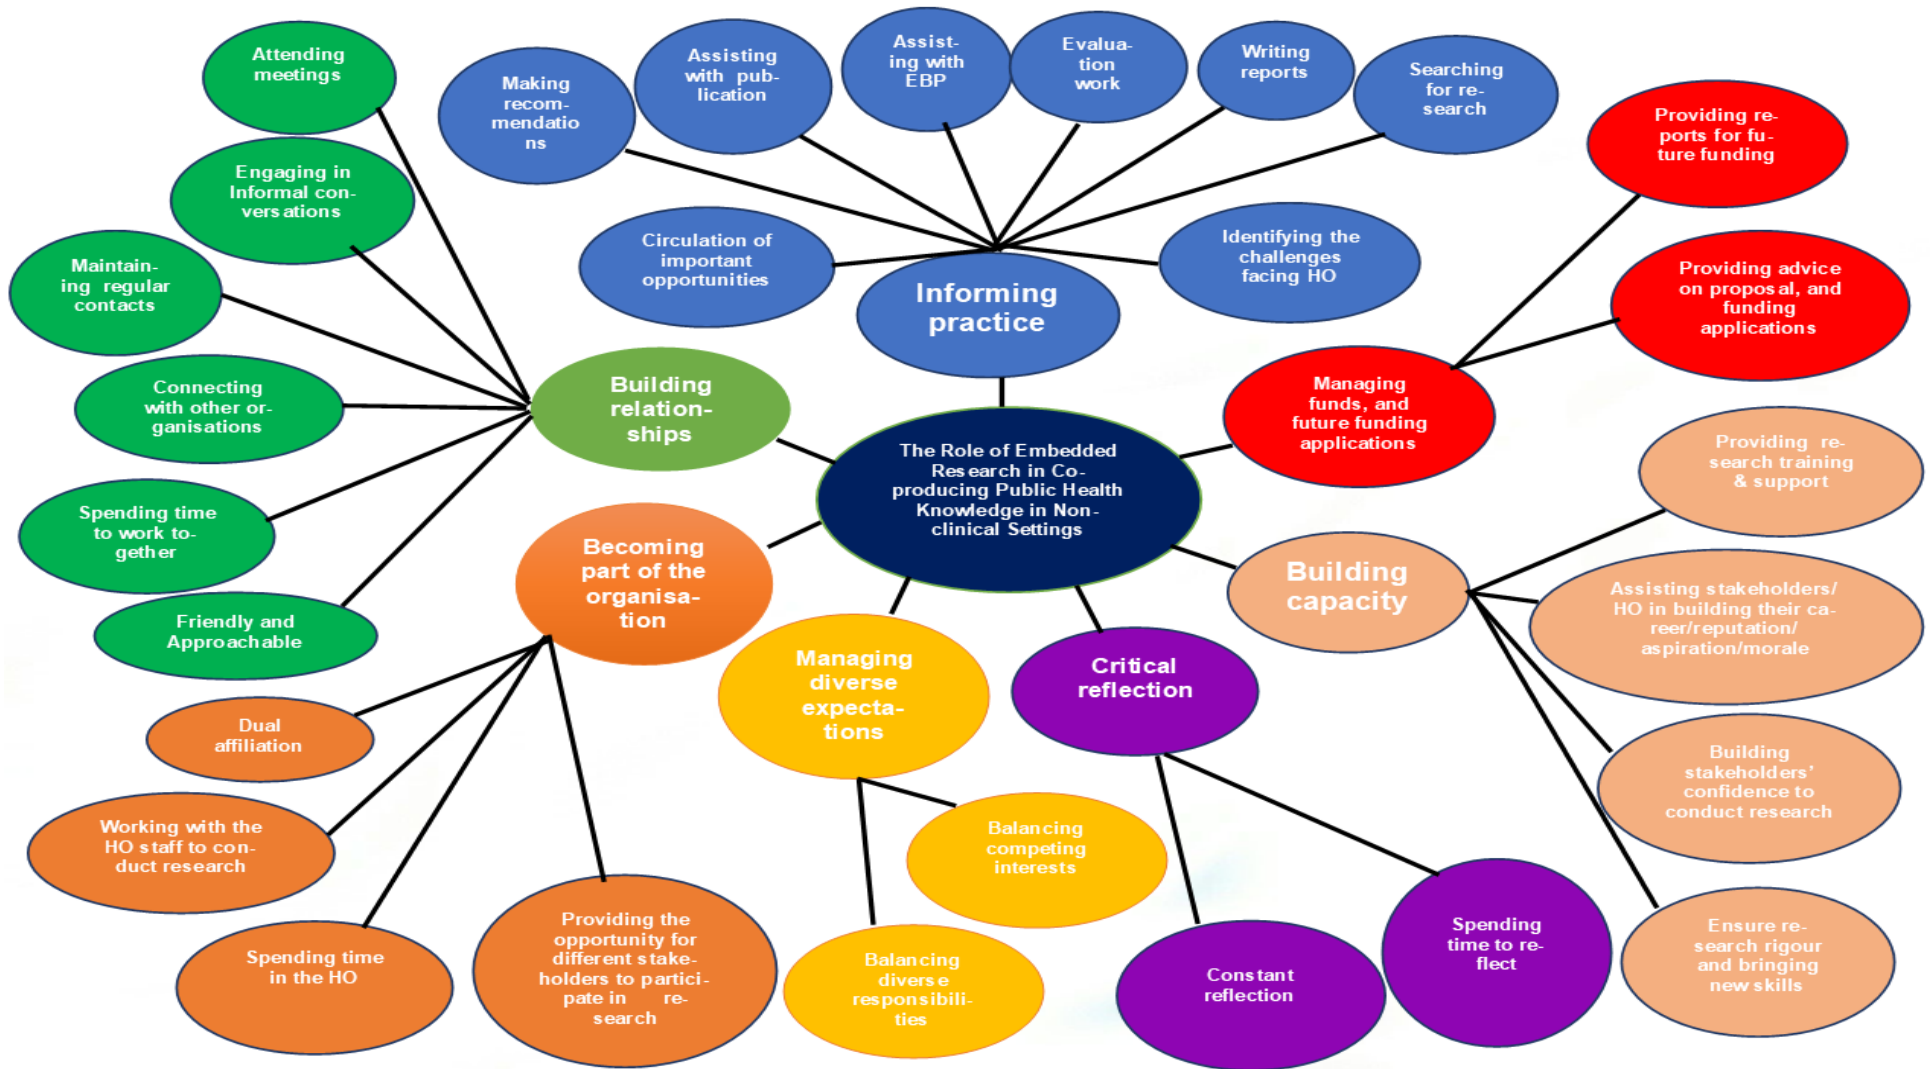 Attending
meetings
Engaging in
Informal con-
versations
Maintain-
ing regular
contacts
Connecting
with other or-
ganisations
Spending time
to work to-
gether
Friendly and
Approachable
Building
relation-
ships
Making
recom-
mendatio
ns
Assisting
with pub-
lication
Assist-
ing with
EBP
Evalua-
tion
work
Writing
reports
Searching
for re-
search
Circulation of
important
opportunities
Identifying the
challenges
facing HO
Informing
practice
Providing re-
ports for fu-
ture funding
Providing advice
on proposal, and
funding
applications
Managing
funds, and
future funding
applications
The Role of Embedded
Research in Co-
producing Public Health
Knowledge in Non-
clinical Settings
Providing re-
search training
& support
Assisting stakeholders/
HO in building their ca-
reer/reputation/
aspiration/morale
Building
stakeholders’
confidence to
conduct research
Ensure re-
search rigour
and bringing
new skills
Building
capacity
Becoming
part of the
organisa-
tion
Dual
affiliation
Working with the
HO staff to con-
duct research
Spending time
in the HO
Providing the
opportunity for
different stake-
holders to partici-
pate in re-
search
Managing
diverse
expecta-
tions
Balancing
competing
interests
Balancing
diverse
responsibili-
ties
Critical
reflection
Constant
reflection
Spending
time to re-
flect